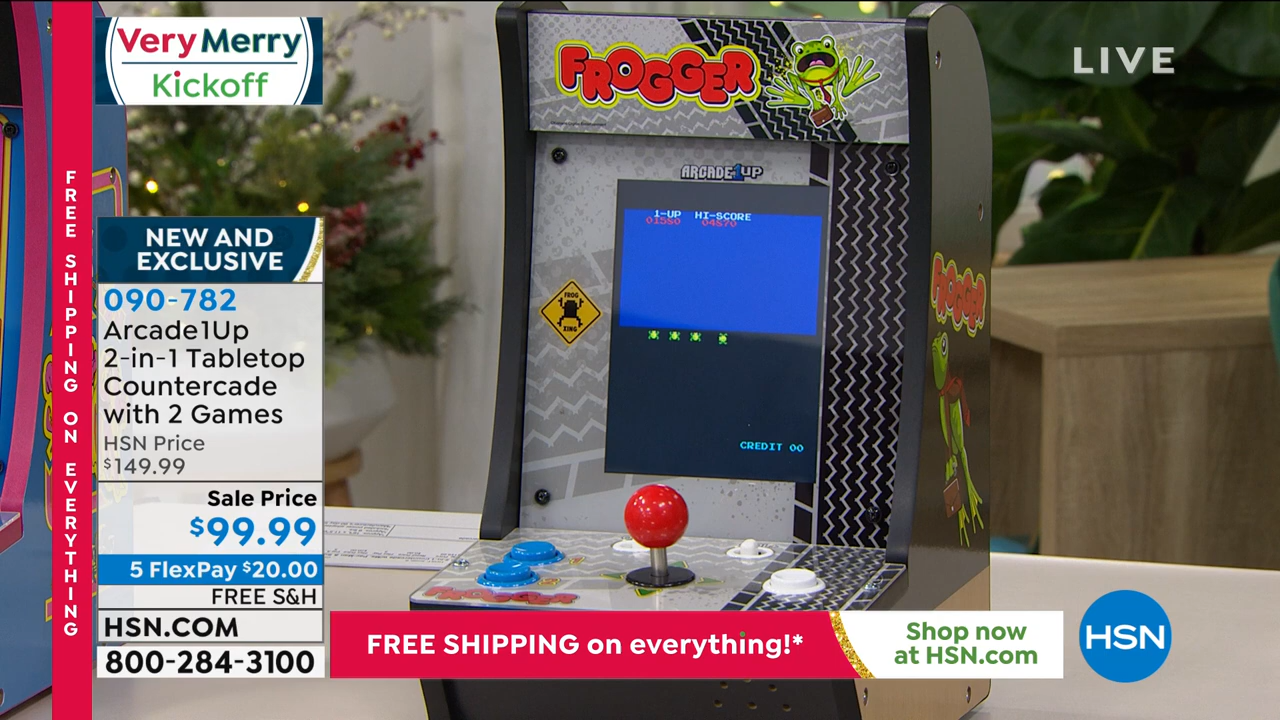 Very Merry
Kickoff
FREE SHIPPING ON EVERYTHING
NEW AND
EXCLUSIVE
090-782
Arcade1Up
2-in-1 Tabletop
Countercade
with 2 Games
HSN Price
$149.99
Sale Price
$99.99
5 FlexPay $20.00
FREE S&H
HSN.COM
800-284-3100
LIVE
FROGGER
ARCADE1UP
1-UP HI-SCORE
01580 04870
FROG
XING
CREDIT 00
FROGGER
FROGGER
FREE SHIPPING on everything!*
Shop now
at HSN.com
HSN